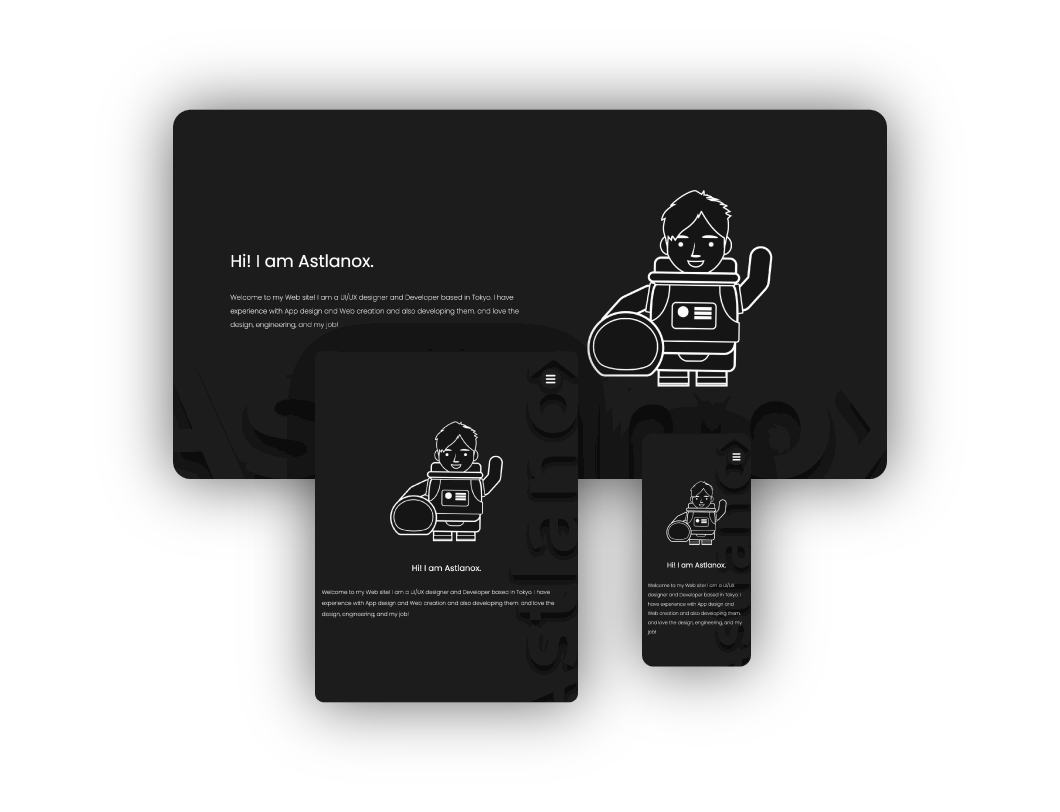 Hi! I am Astlanox.
Welcome to my Web site! I am a UI/UX designer and Developer based in Tokyo. I have
experience with App design and Web creation and also developing them. and love the
design, engineering, and my job!
Astlanox
Hi! I am Astlanox.
Welcome to my Web site! I am a UI/UX designer and Developer based in Tokyo. I have
experience with App design and Web creation and also developing them. and love the
design, engineering, and my job!
Astlano
Hi! I am Astlanox.
Welcome to my Web site! I am a UI/UX
designer and Developer based in Tokyo. I
have experience with App design and
Web creation and also developing them.
and love the design, engineering, and my
job!